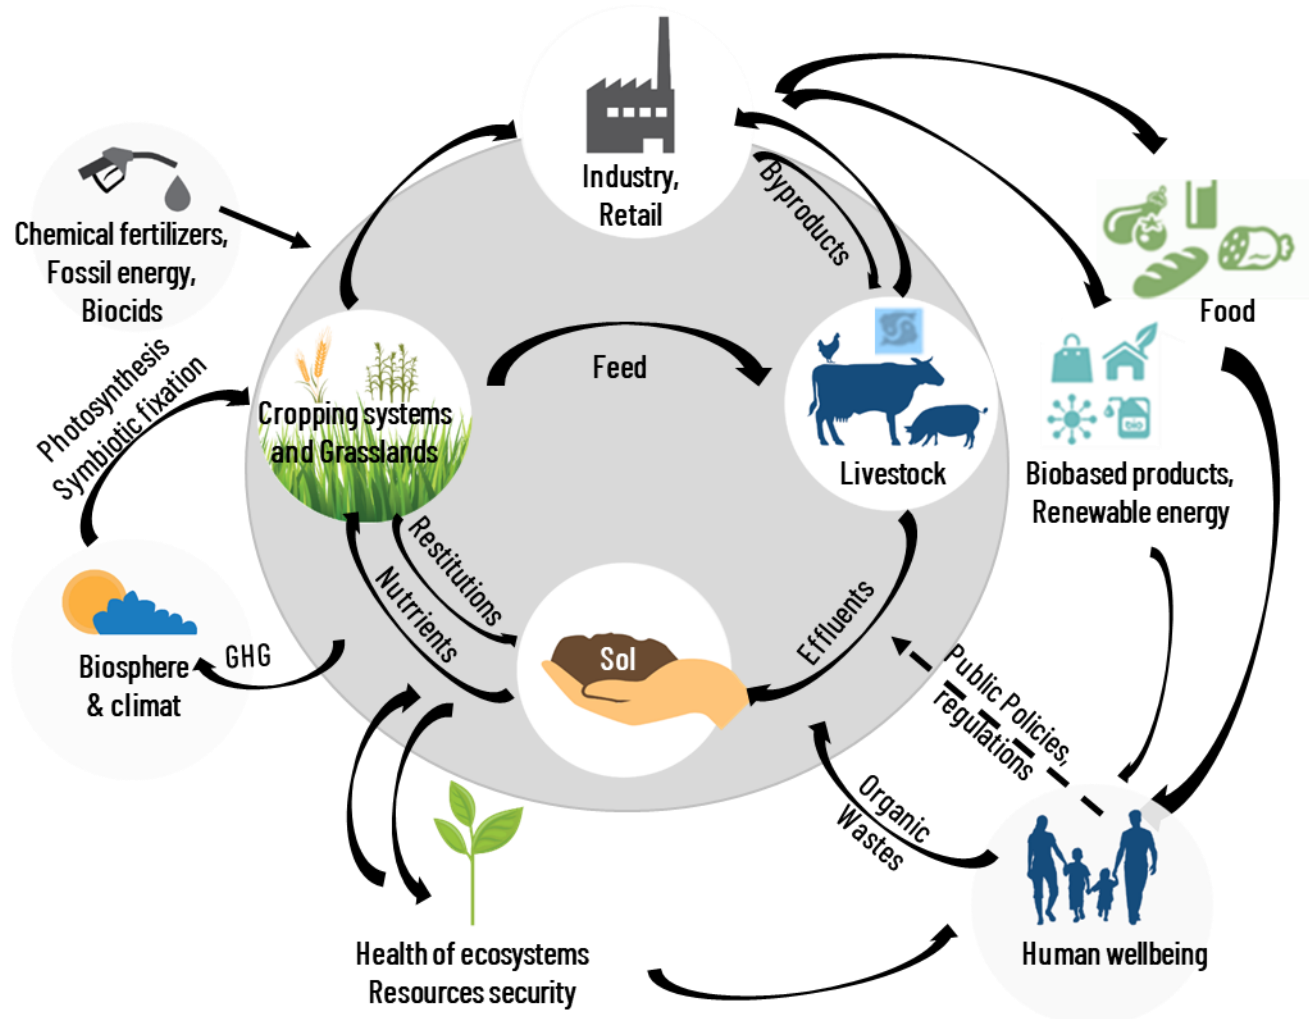 Industry,
Retail
Byproducts
Chemical fertilizers,
Fossil energy,
Biocids
Food
Photosynthesis
Symbiotic fixation
Feed
Cropping systems
and Grasslands
Livestock
bio
Biobased products,
Renewable energy
Restitutions
Nutrrients
Effluents
Sol
GHG
Biosphere
& climat
Public Policies,
regulations
Organic
Wastes
Health of ecosystems
Resources security
Human wellbeing